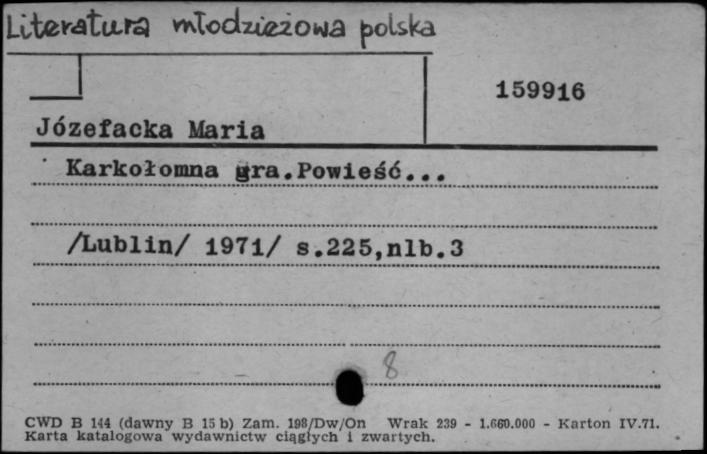 Literatura młodzieżowa polska
159916
Józefacka Maria
Karkołomna gra.Powieść...
/Lublin/ 1971/ s.225,nlb.3
8
CWD B 144 (dawny B 15 b) Zam. 198/Dw/On Wrak 239 - 1.660.000 - Karton IV.71.
Karta katalogowa wydawnictw ciągłych i zwartych.